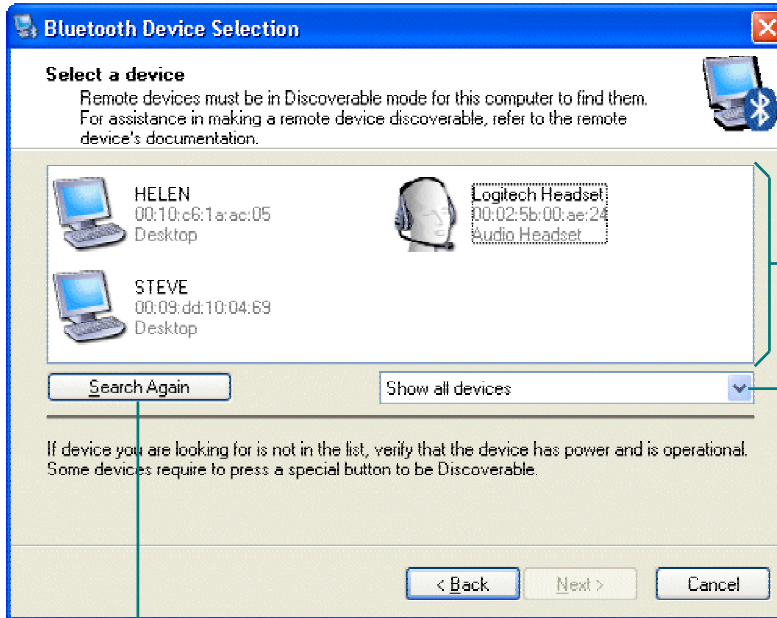 Bluetooth Device Selection
Select a device
Remote devices must be in Discoverable mode for this computer to find them.
For assistance in making a remote device discoverable, refer to the remote
device's documentation.
HELEN
00:10:c6:1a:ac:05
Desktop
Logitech Headset
00:02:5b:00:ae:24
Audio Headset
STEVE
00:09:dd:10:04:69
Desktop
Search Again
Show all devices
If device you are looking for is not in the list, verify that the device has power and is operational.
Some devices require to press a special button to be Discoverable.
< Back
Next >
Cancel